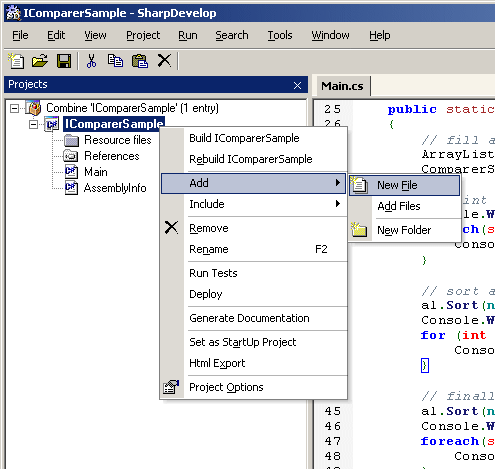 IComparerSample - SharpDevelop
File Edit View Project Run Search Tools Window Help
Projects
Main.cs
Combine 'IComparerSample' (1 entry)
IComparerSample
Resource files
References
Main
AssemblyInfo
Build IComparerSample
Rebuild IComparerSample
Add
Include
Remove
Rename F2
Run Tests
Deploy
Generate Documentation
Set as StartUp Project
Html Export
Project Options
New File
Add Files
New Folder
25 public static
26 {
// fill a
ArrayList
ComparerS
int
Console.W
foreach(s
Conso
}
// sort a
al.Sort(n
Console.W
for (int
Conso
}
// finall
45 al.Sort(n
46 Console.W
47 foreach(s
48 Conso